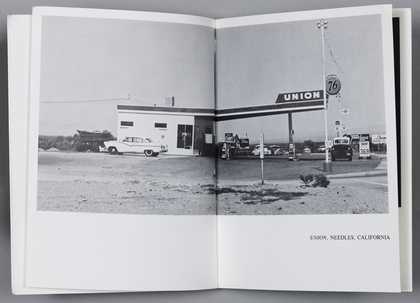 UNION
76
UNION, NEEDLES, CALIFORNIA